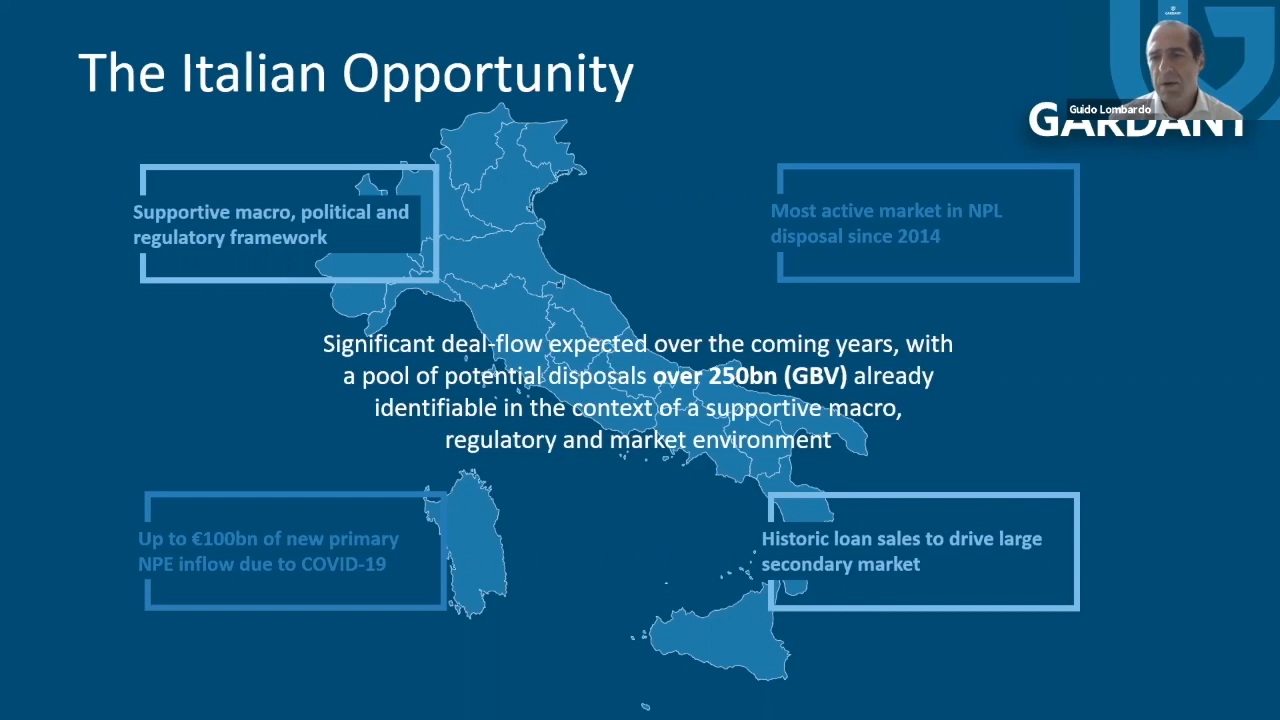 GARDANT
The Italian Opportunity
Guido Lombardo
GARDANT
Supportive macro, political and
regulatory framework
Most active market in NPL
disposal since 2014
Significant deal-flow expected over the coming years, with
a pool of potential disposals over 250bn (GBV) already
identifiable in the context of a supportive macro,
regulatory and market environment
Up to €100bn of new primary
NPE inflow due to COVID-19
Historic loan sales to drive large
secondary market